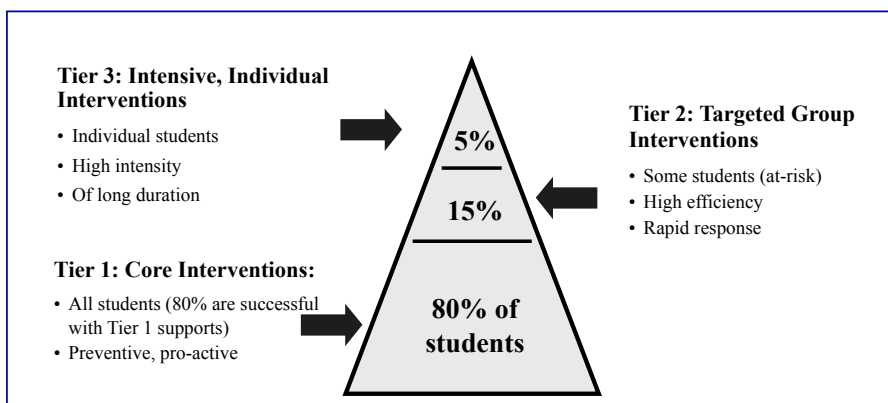 Tier 3: Intensive, Individual
Interventions
• Individual students
• High intensity
• Of long duration
5%
Tier 2: Targeted Group
Interventions
• Some students (at-risk)
• High efficiency
• Rapid response
15%
Tier 1: Core Interventions:
• All students (80% are successful
with Tier 1 supports)
• Preventive, pro-active
80% of
students